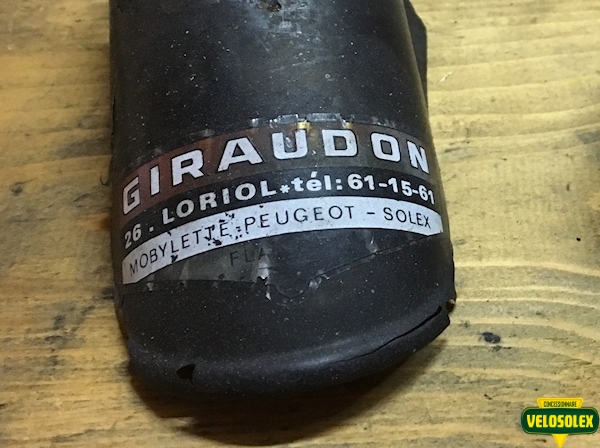 GIRAUDON
26 - LORIOL*tél: 61-15-61
MOBYLETTE-PEUGEOT - SOLEX
CONCESSIONNAIRE
VELOSOLEX